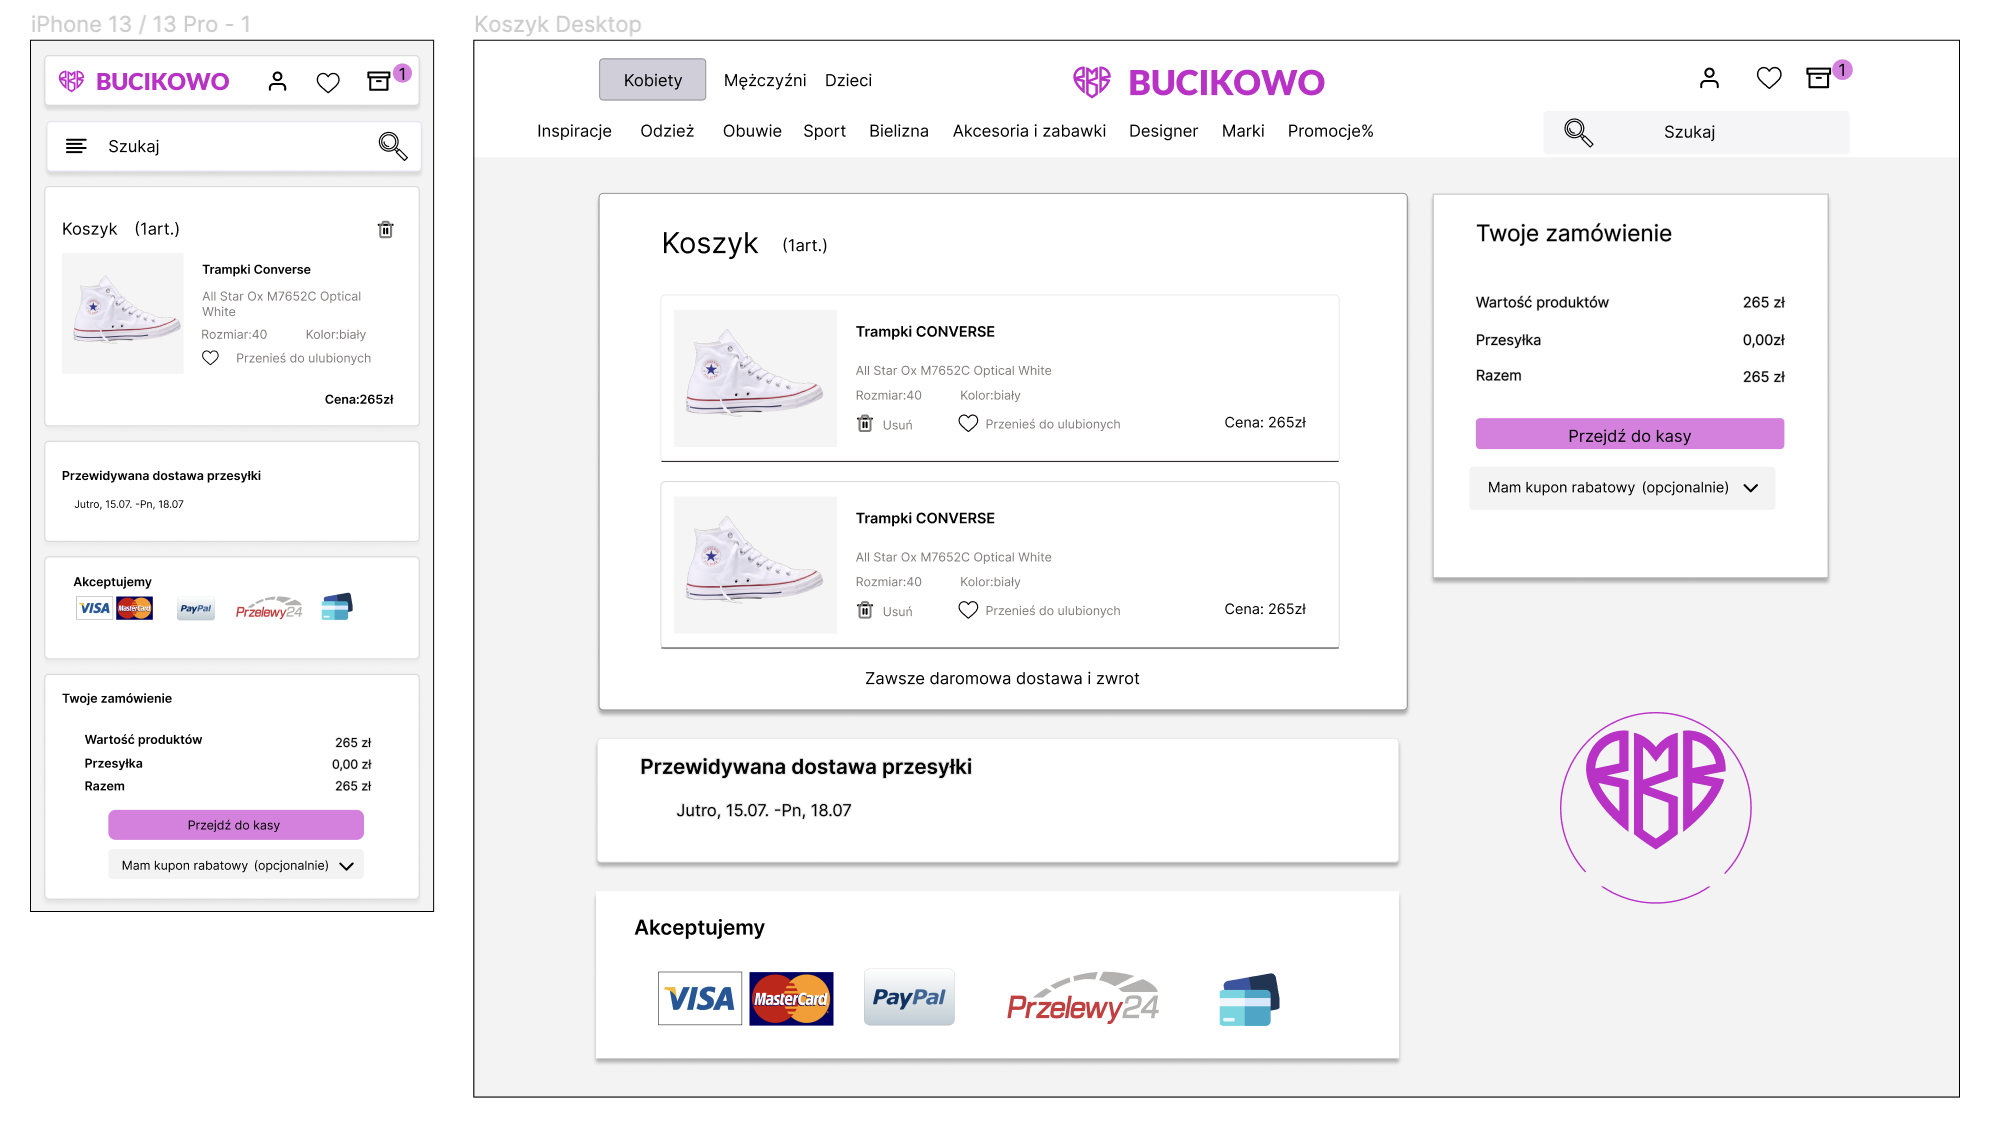 iPhone 13 / 13 Pro - 1
BUCIKOWO
1
Szukaj
Koszyk (1art.)
Trampki Converse
All Star Ox M7652C Optical
White
Rozmiar:40 Kolor:biały
Przenieś do ulubionych
Cena:265zł
Przewidywana dostawa przesyłki
Jutro, 15.07. -Pn, 18.07
Akceptujemy
VISA MasterCard PayPal Przelewy24
Twoje zamówienie
Wartość produktów 265 zł
Przesyłka 0,00 zł
Razem 265 zł
Przejdź do kasy
Mam kupon rabatowy (opcjonalnie)
Koszyk Desktop
Kobiety Mężczyźni Dzieci
BUCIKOWO
1
Inspiracje Odzież Obuwie Sport Bielizna Akcesoria i zabawki Designer Marki Promocje%
Szukaj
Koszyk (1art.)
Trampki CONVERSE
All Star Ox M7652C Optical White
Rozmiar:40 Kolor:biały
Usuń Przenieś do ulubionych Cena: 265zł
Trampki CONVERSE
All Star Ox M7652C Optical White
Rozmiar:40 Kolor:biały
Usuń Przenieś do ulubionych Cena: 265zł
Zawsze daromowa dostawa i zwrot
Twoje zamówienie
Wartość produktów 265 zł
Przesyłka 0,00zł
Razem 265 zł
Przejdź do kasy
Mam kupon rabatowy (opcjonalnie)
Przewidywana dostawa przesyłki
Jutro, 15.07. -Pn, 18.07
Akceptujemy
VISA MasterCard PayPal Przelewy24